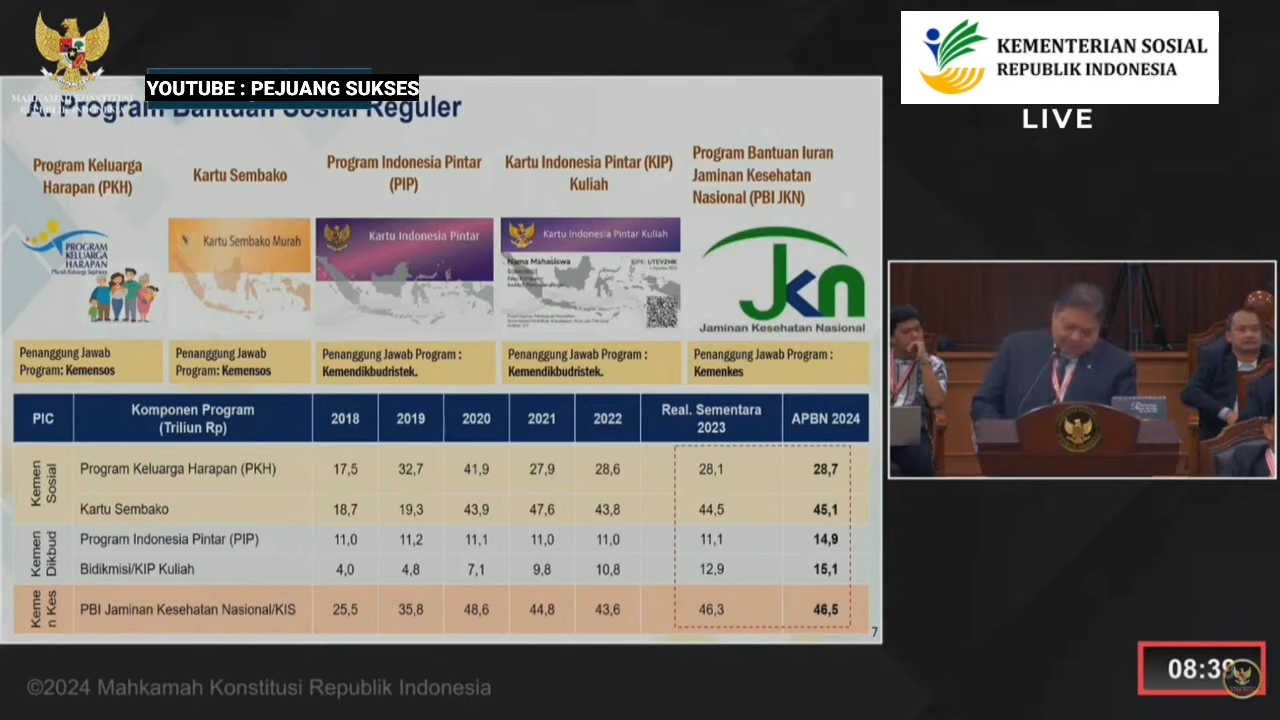 MAHKAMAH KONSTITUSI
REPUBLIK INDONESIA
YOUTUBE : PEJUANG SUKSES
A. Program Bantuan Sosial Reguler
KEMENTERIAN SOSIAL
REPUBLIK INDONESIA
LIVE
Program Keluarga
Harapan (PKH)
Kartu Sembako
Program Indonesia Pintar
(PIP)
Kartu Indonesia Pintar (KIP)
Kuliah
Program Bantuan Iuran
Jaminan Kesehatan
Nasional (PBI JKN)
PROGRAM
KELUARGA
HARAPAN
Kartu Sembako Murah
Kartu Indonesia Pintar
Kartu Indonesia Pintar Kuliah
Nama Mahasiswa
JKN
Jaminan Kesehatan Nasional
Penanggung Jawab
Program: Kemensos
Penanggung Jawab
Program: Kemensos
Penanggung Jawab Program :
Kemendikbudristek.
Penanggung Jawab Program :
Kemendikbudristek.
Penanggung Jawab Program :
Kemenkes
PIC Komponen Program (Triliun Rp) 2018 2019 2020 2021 2022 Real. Sementara 2023 APBN 2024
Kemen Sosial
Program Keluarga Harapan (PKH) 17,5 32,7 41,9 27,9 28,6 28,1 28,7
Kartu Sembako 18,7 19,3 43,9 47,6 43,8 44,5 45,1
Kemen Dikbud
Program Indonesia Pintar (PIP) 11,0 11,2 11,1 11,0 11,0 11,1 14,9
Bidikmisi/KIP Kuliah 4,0 4,8 7,1 9,8 10,8 12,9 15,1
Keme n Kes
PBI Jaminan Kesehatan Nasional/KIS 25,5 35,8 48,6 44,8 43,6 46,3 46,5
7
©2024 Mahkamah Konstitusi Republik Indonesia
08:39